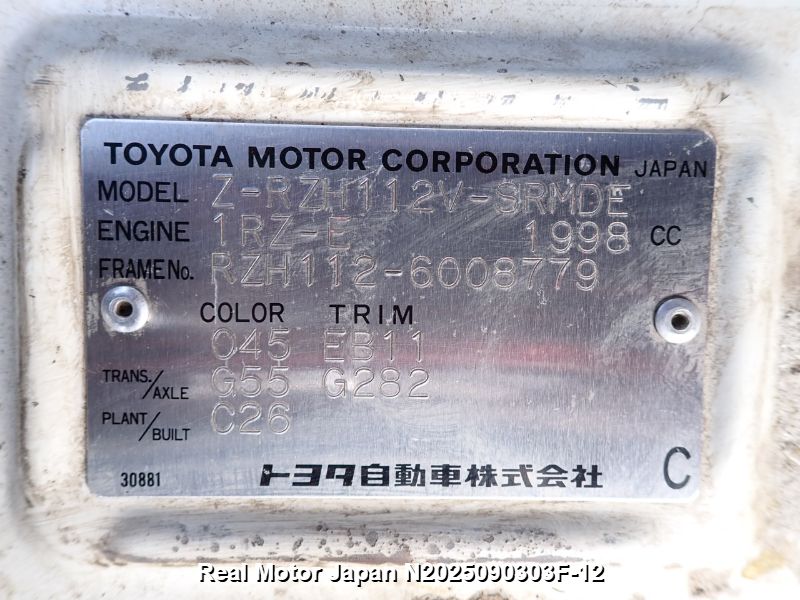 TOYOTA MOTOR CORPORATION JAPAN
MODEL Z-RZH112V-SRMDE
ENGINE 1RZ-E 1998 CC
FRAME No. RZH112-6008779
COLOR TRIM
045 EB11
TRANS./AXLE G55 G282
PLANT/BUILT C26
30881 トヨタ自動車株式会社 C
Real Motor Japan N2025090303F-12